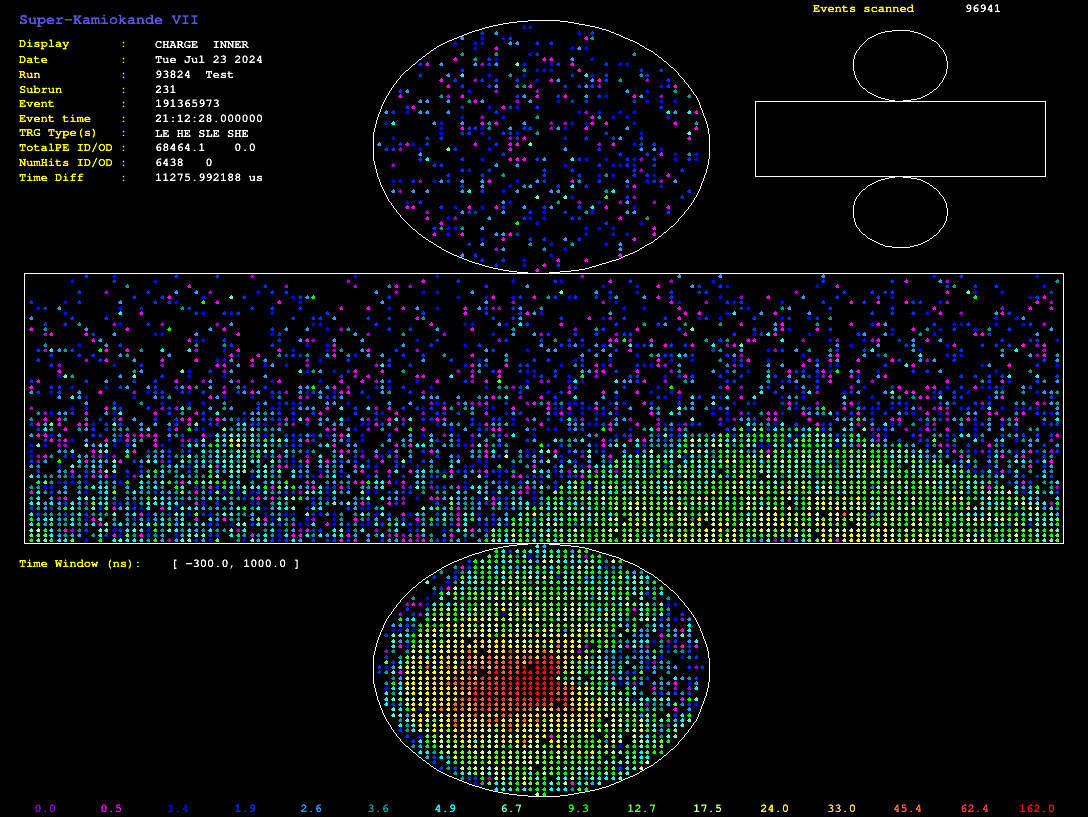 Super-Kamiokande VII
Events scanned 96941
Display : CHARGE INNER
Date : Tue Jul 23 2024
Run : 93824 Test
Subrun : 231
Event : 191365973
Event time : 21:12:28.000000
TRG Type(s) : LE HE SLE SHE
TotalPE ID/OD : 68464.1 0.0
NumHits ID/OD : 6438 0
Time Diff : 11275.992188 us
Time Window (ns): [ −300.0, 1000.0 ]
0.0 0.5 1.4 1.9 2.6 3.6 4.9 6.7 9.3 12.7 17.5 24.0 33.0 45.4 62.4 162.0